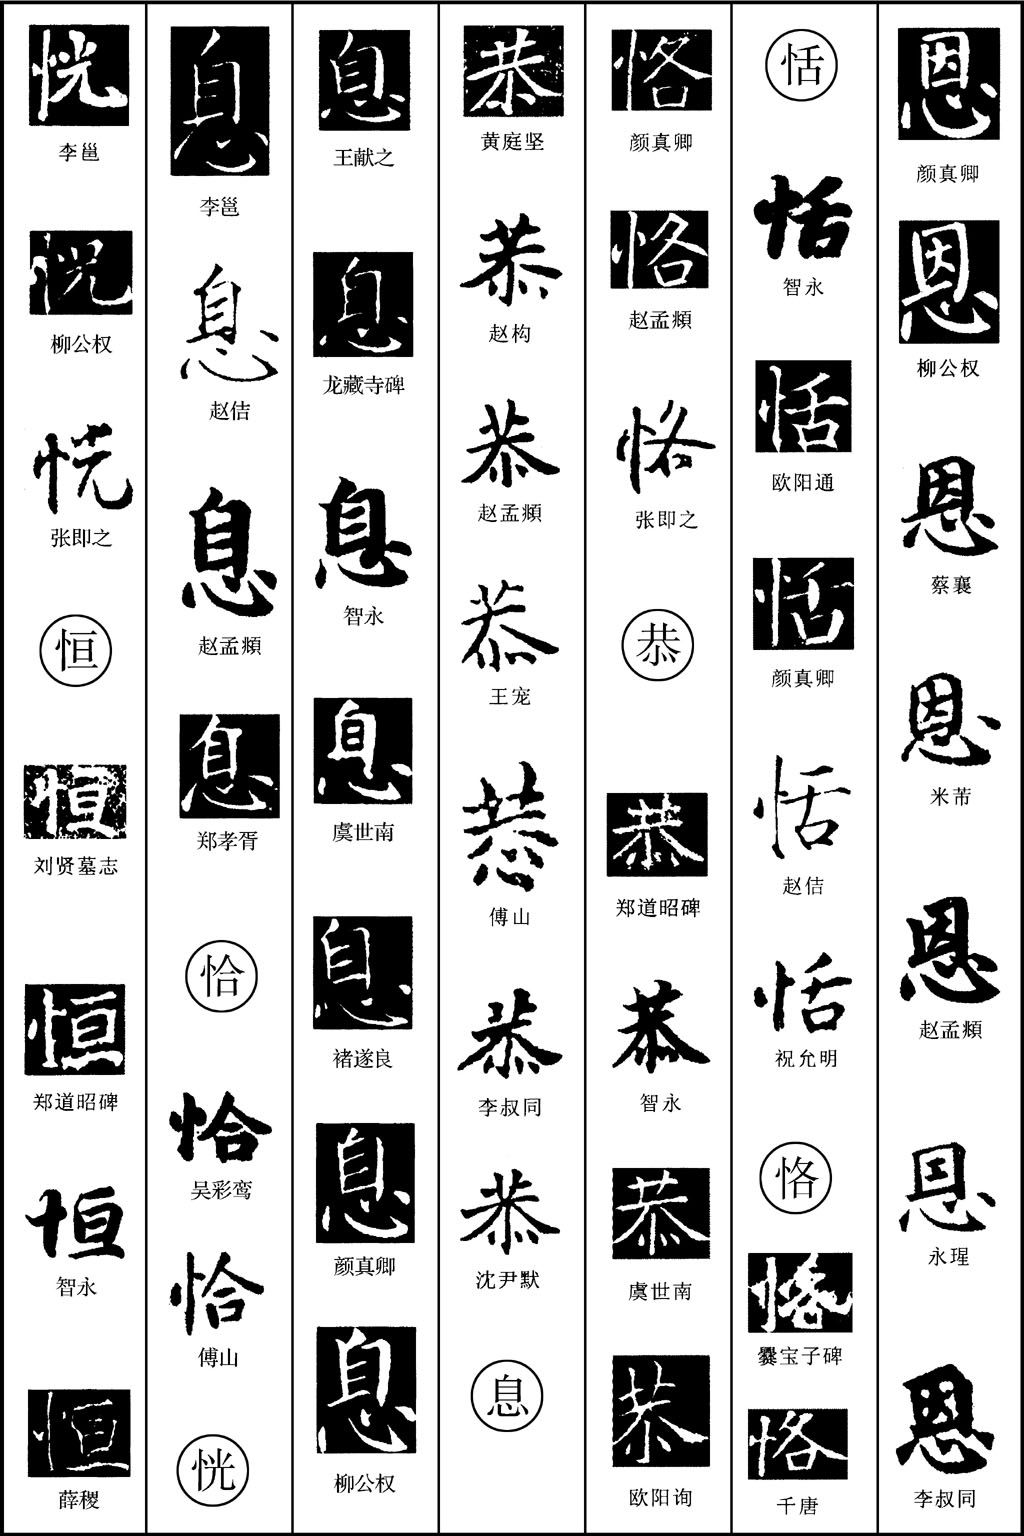 恩
颜真卿
恩
柳公权
恩
蔡襄
恩
米芾
恩
赵孟頫
恩
永瑆
恩
李叔同
恬
恬
智永
恬
欧阳通
恬
颜真卿
恬
赵佶
恬
祝允明
恪
恪
爨宝子碑
恪
千唐
恪
颜真卿
恪
赵孟頫
恪
张即之
恭
恭
郑道昭碑
恭
智永
恭
虞世南
恭
欧阳询
恭
黄庭坚
恭
赵构
恭
赵孟頫
恭
王宠
恭
傅山
恭
李叔同
恭
沈尹默
息
息
王献之
息
龙藏寺碑
息
智永
息
虞世南
息
褚遂良
息
颜真卿
息
柳公权
息
李邕
息
赵佶
息
赵孟頫
息
郑孝胥
恰
恰
吴彩鸾
恰
傅山
恍
恍
李邕
恍
柳公权
恍
张即之
恒
恒
刘贤墓志
恒
郑道昭碑
恒
智永
恒
薛稷